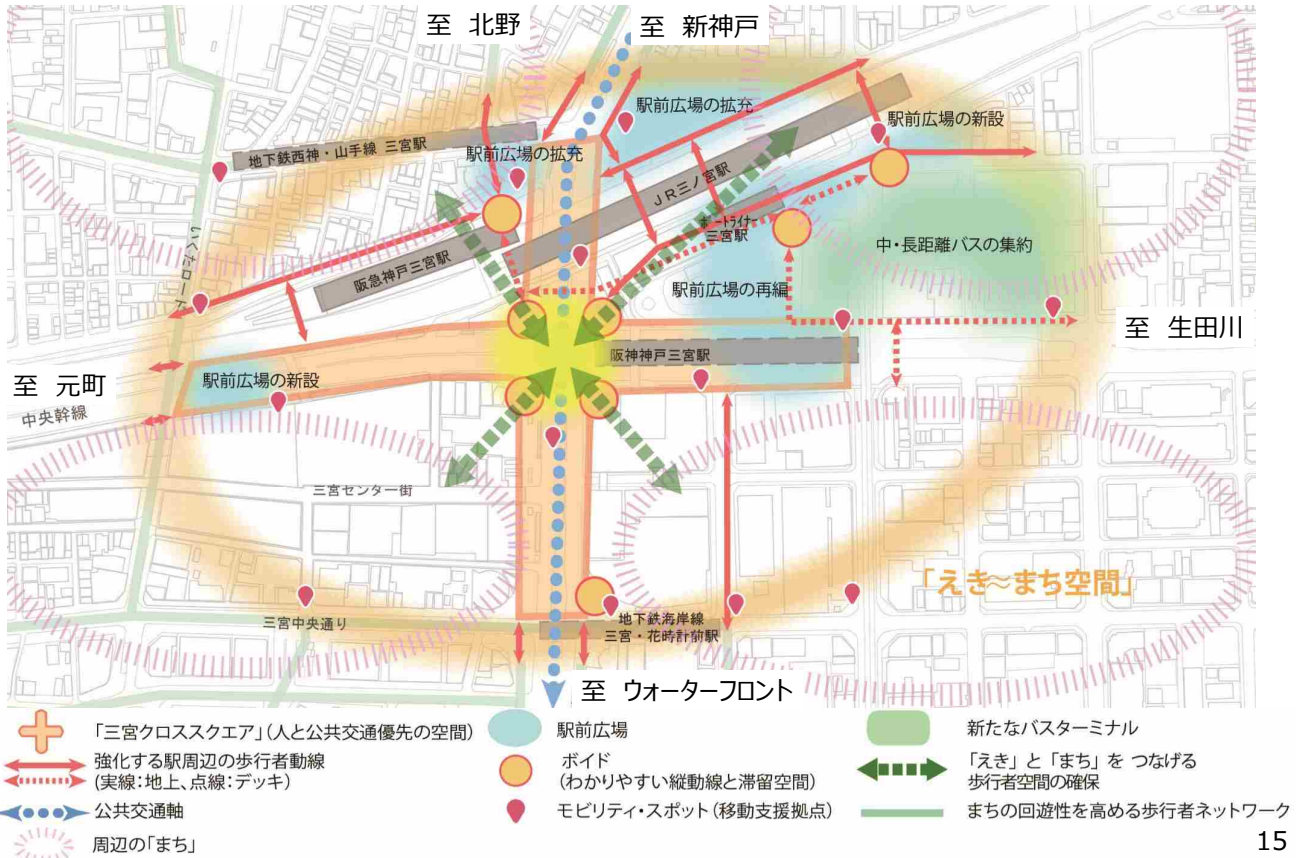 至 北野
至 新神戸
駅前広場の拡充
駅前広場の新設
地下鉄西神・山手線 三宮駅
駅前広場の拡充
JR三ノ宮駅
ポートライナー
三宮駅
中・長距離バスの集約
いくたロード
阪急神戸三宮駅
駅前広場の再編
至 生田川
阪神神戸三宮駅
至 元町
駅前広場の新設
中央幹線
三宮センター街
「えき≈まち空間」
地下鉄海岸線
三宮・花時計前駅
三宮中央通り
至 ウォーターフロント
「三宮クロススクエア」(人と公共交通優先の空間)
駅前広場
新たなバスターミナル
強化する駅周辺の歩行者動線
(実線:地上、点線:デッキ)
ボイド
(わかりやすい縦動線と滞留空間)
「えき」と「まち」を つなげる
歩行者空間の確保
公共交通軸
モビリティ・スポット(移動支援拠点)
まちの回遊性を高める歩行者ネットワーク
周辺の「まち」
15